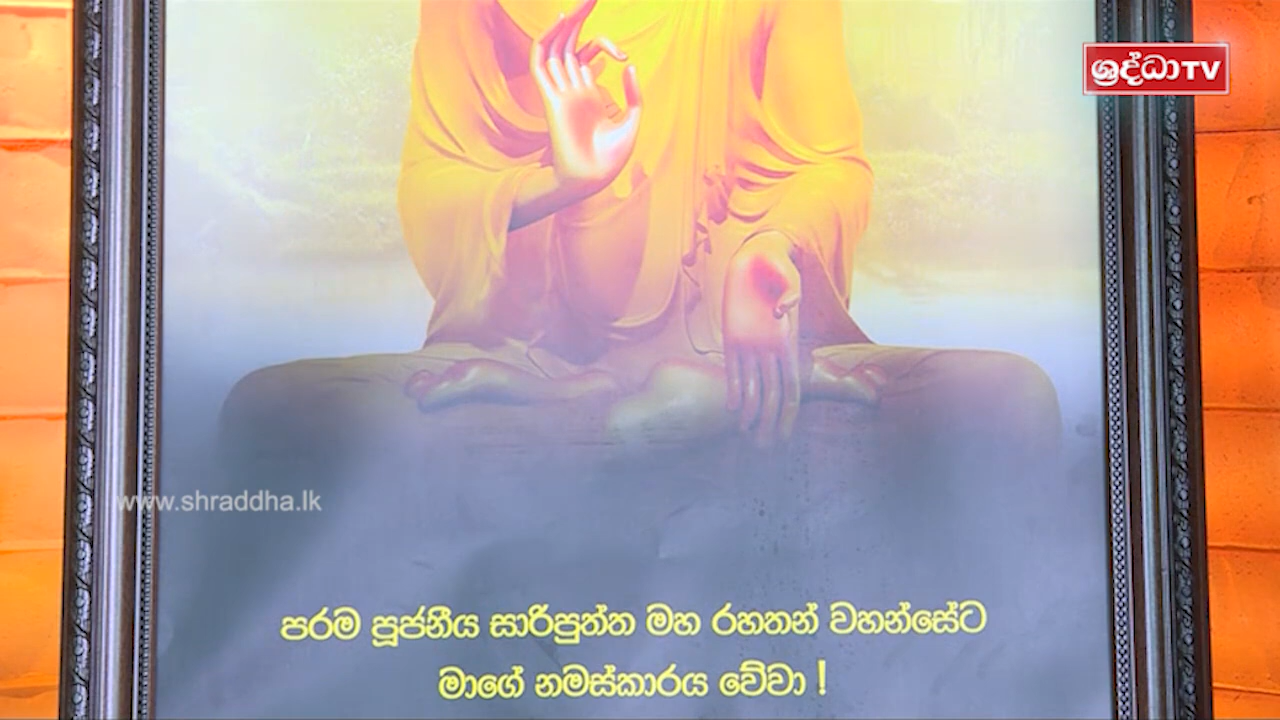 ශ්‍රද්ධාTV
www.shraddha.lk
පරම පූජනීය සාරිපුත්ත මහ රහතන් වහන්සේට
මාගේ නමස්කාරය වේවා !